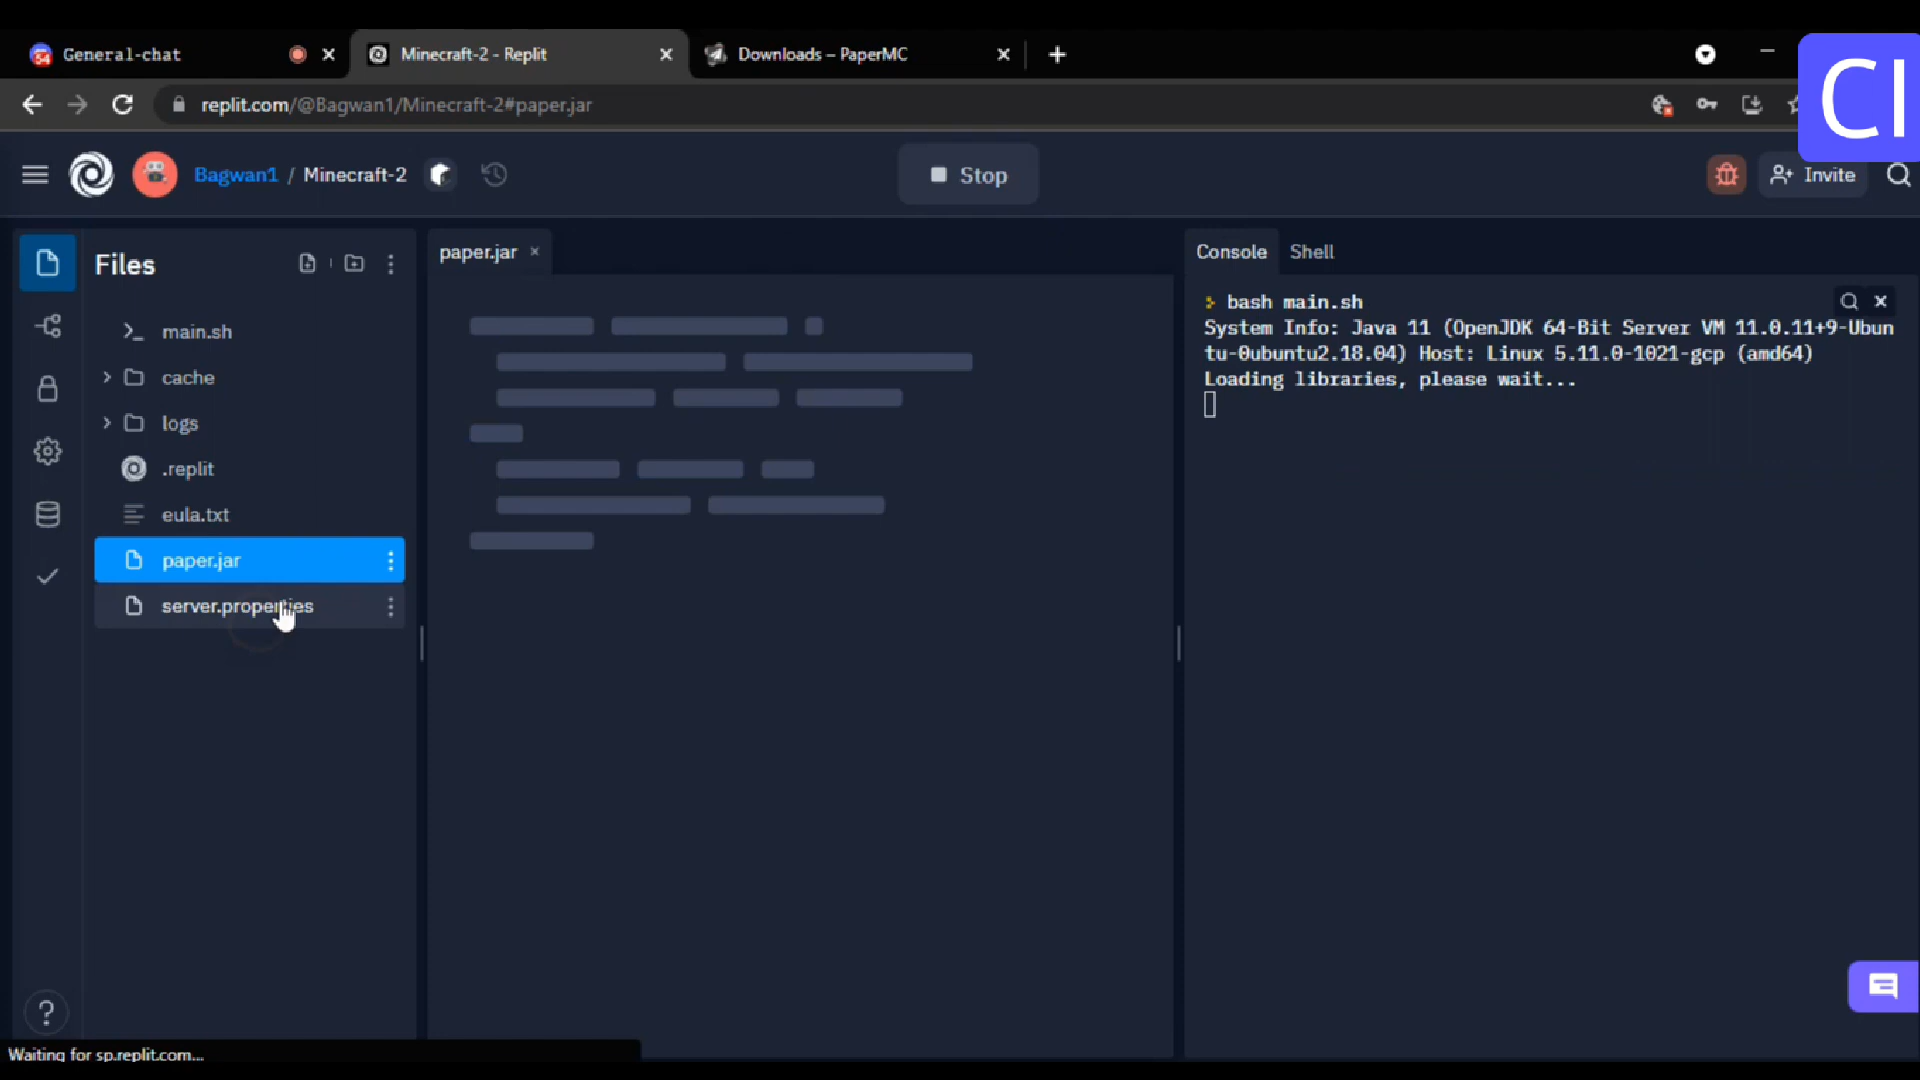 General-chat
Minecraft-2 - Replit
Downloads – PaperMC
replit.com/@Bagwan1/Minecraft-2#paper.jar
CI
Bagwan1 / Minecraft-2
Stop
Invite
Files
paper.jar
Console
Shell
main.sh
cache
logs
.replit
eula.txt
paper.jar
server.properties
bash main.sh
System Info: Java 11 (OpenJDK 64-Bit Server VM 11.0.11+9-Ubun
tu-0ubuntu2.18.04) Host: Linux 5.11.0-1021-gcp (amd64)
Loading libraries, please wait...
?
Waiting for sp.replit.com...